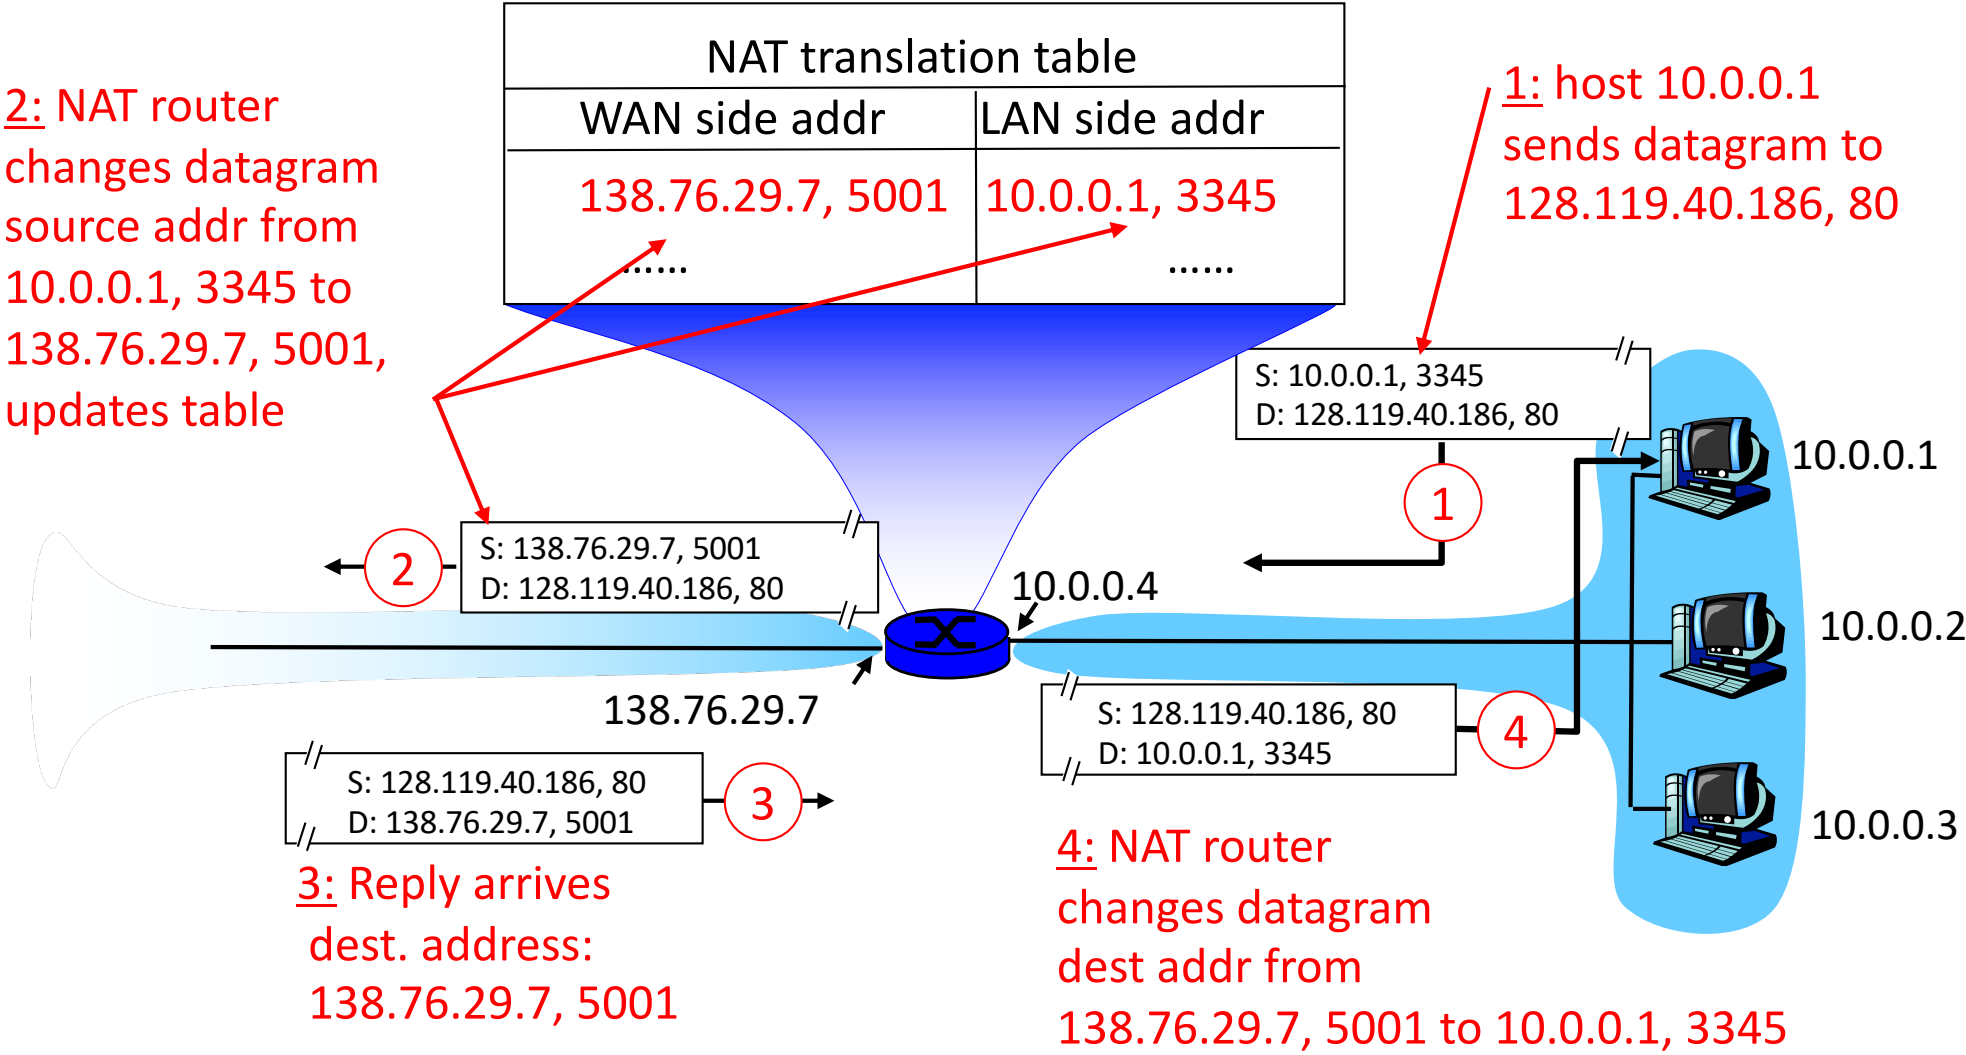 NAT translation table
WAN side addr
LAN side addr
138.76.29.7, 5001
10.0.0.1, 3345
......
......
1: host 10.0.0.1
sends datagram to
128.119.40.186, 80
2: NAT router
changes datagram
source addr from
10.0.0.1, 3345 to
138.76.29.7, 5001,
updates table
S: 10.0.0.1, 3345
D: 128.119.40.186, 80
1
10.0.0.1
S: 138.76.29.7, 5001
D: 128.119.40.186, 80
2
10.0.0.4
10.0.0.2
138.76.29.7
S: 128.119.40.186, 80
D: 10.0.0.1, 3345
4
S: 128.119.40.186, 80
D: 138.76.29.7, 5001
3
10.0.0.3
3: Reply arrives
dest. address:
138.76.29.7, 5001
4: NAT router
changes datagram
dest addr from
138.76.29.7, 5001 to 10.0.0.1, 3345